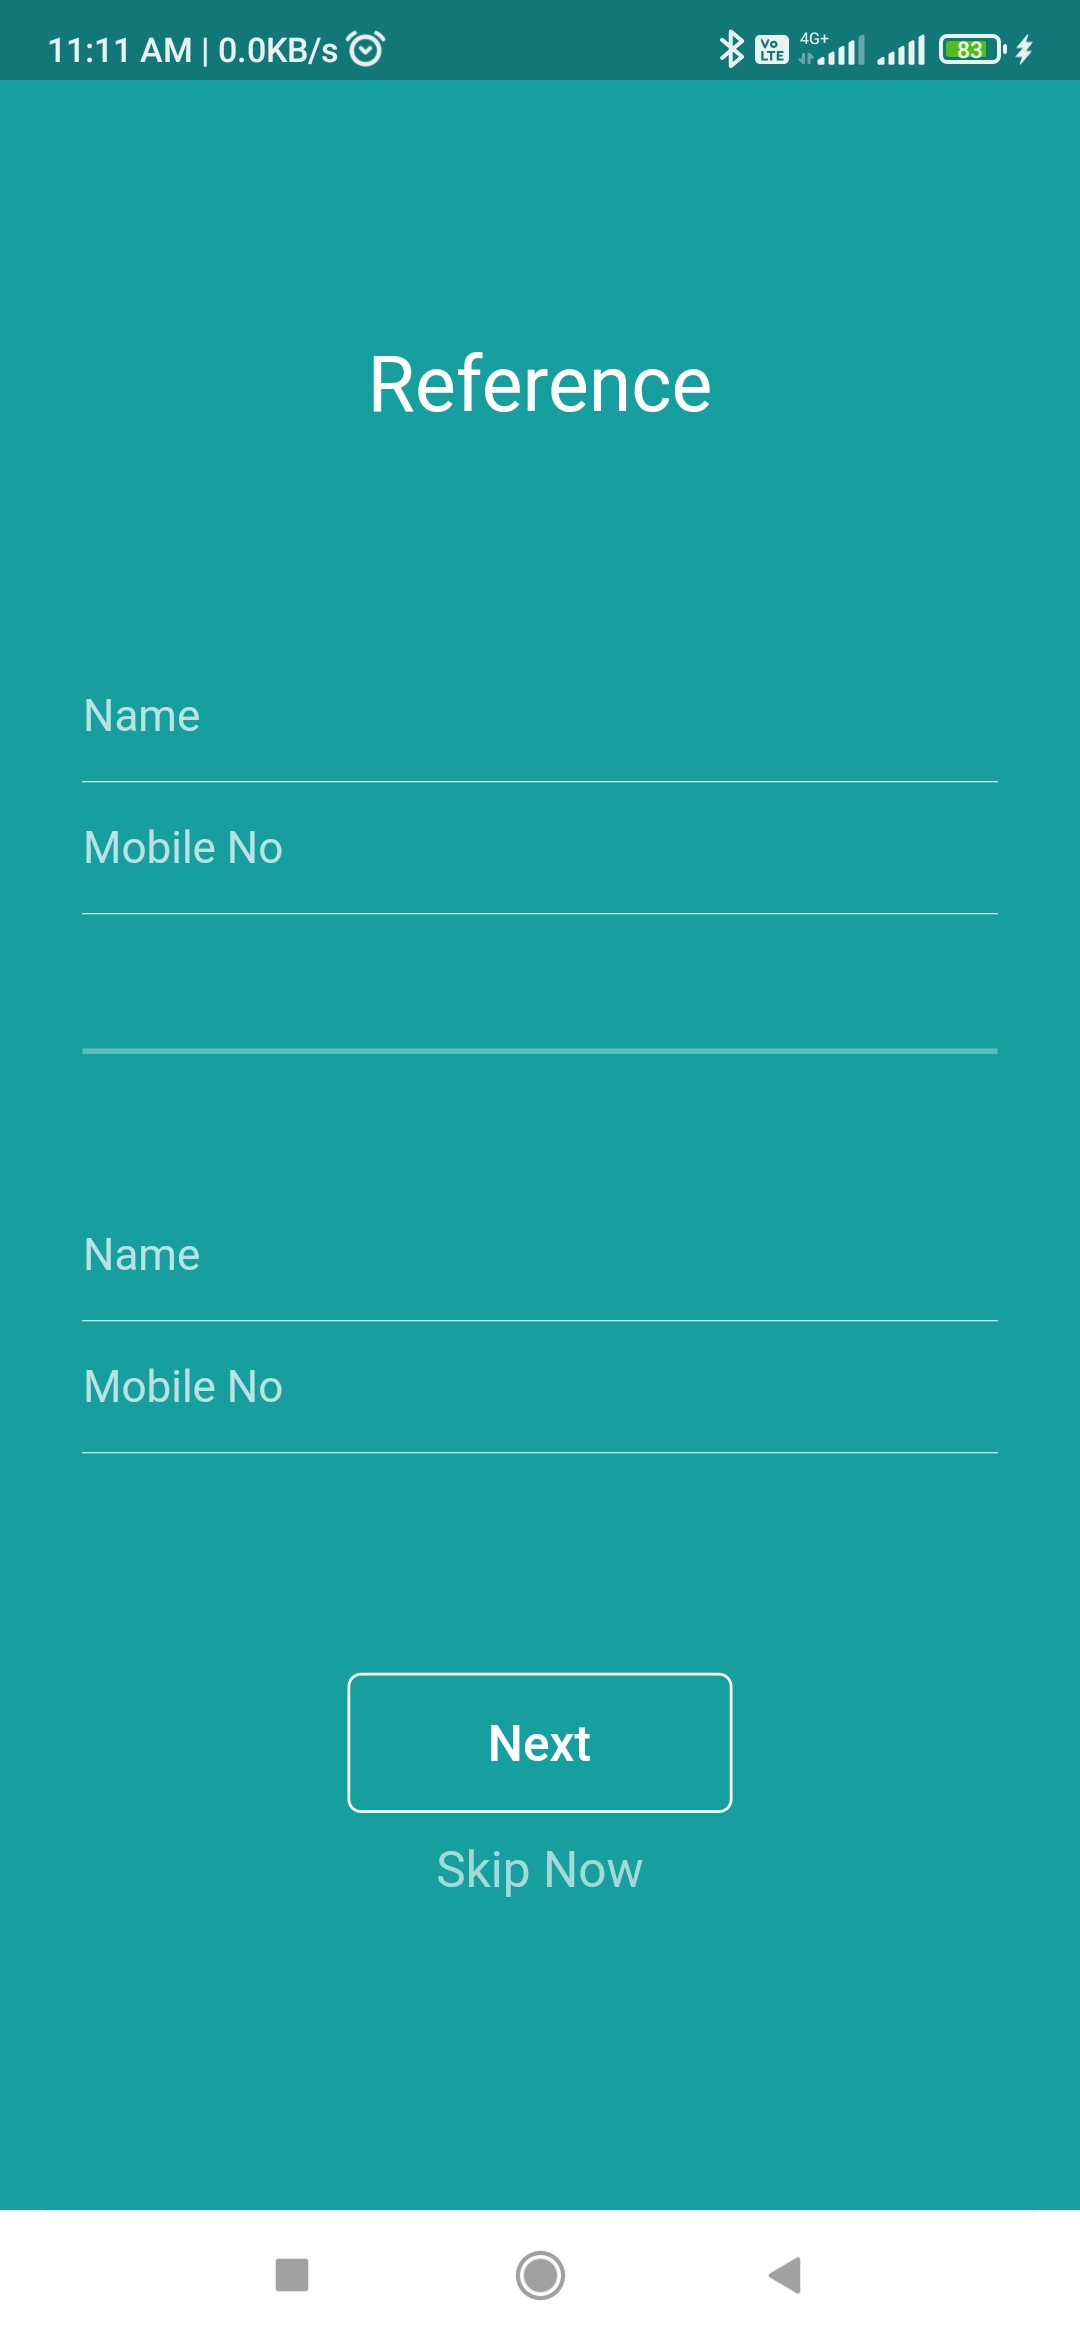 11:11 AM | 0.0KB/s
Vo LTE 4G+ 83
Reference
Name
Mobile No
Name
Mobile No
Next
Skip Now